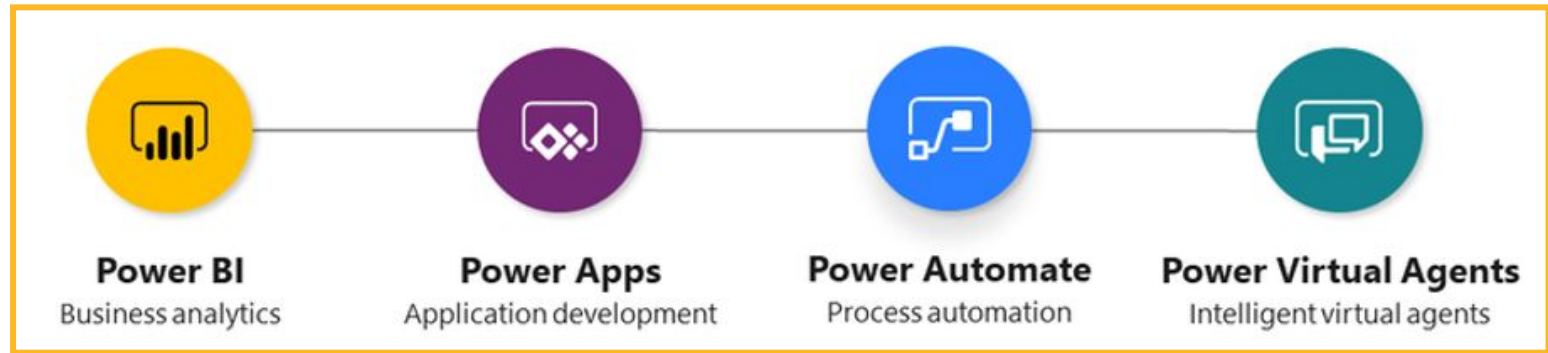 Power BI
Business analytics
Power Apps
Application development
Power Automate
Process automation
Power Virtual Agents
Intelligent virtual agents